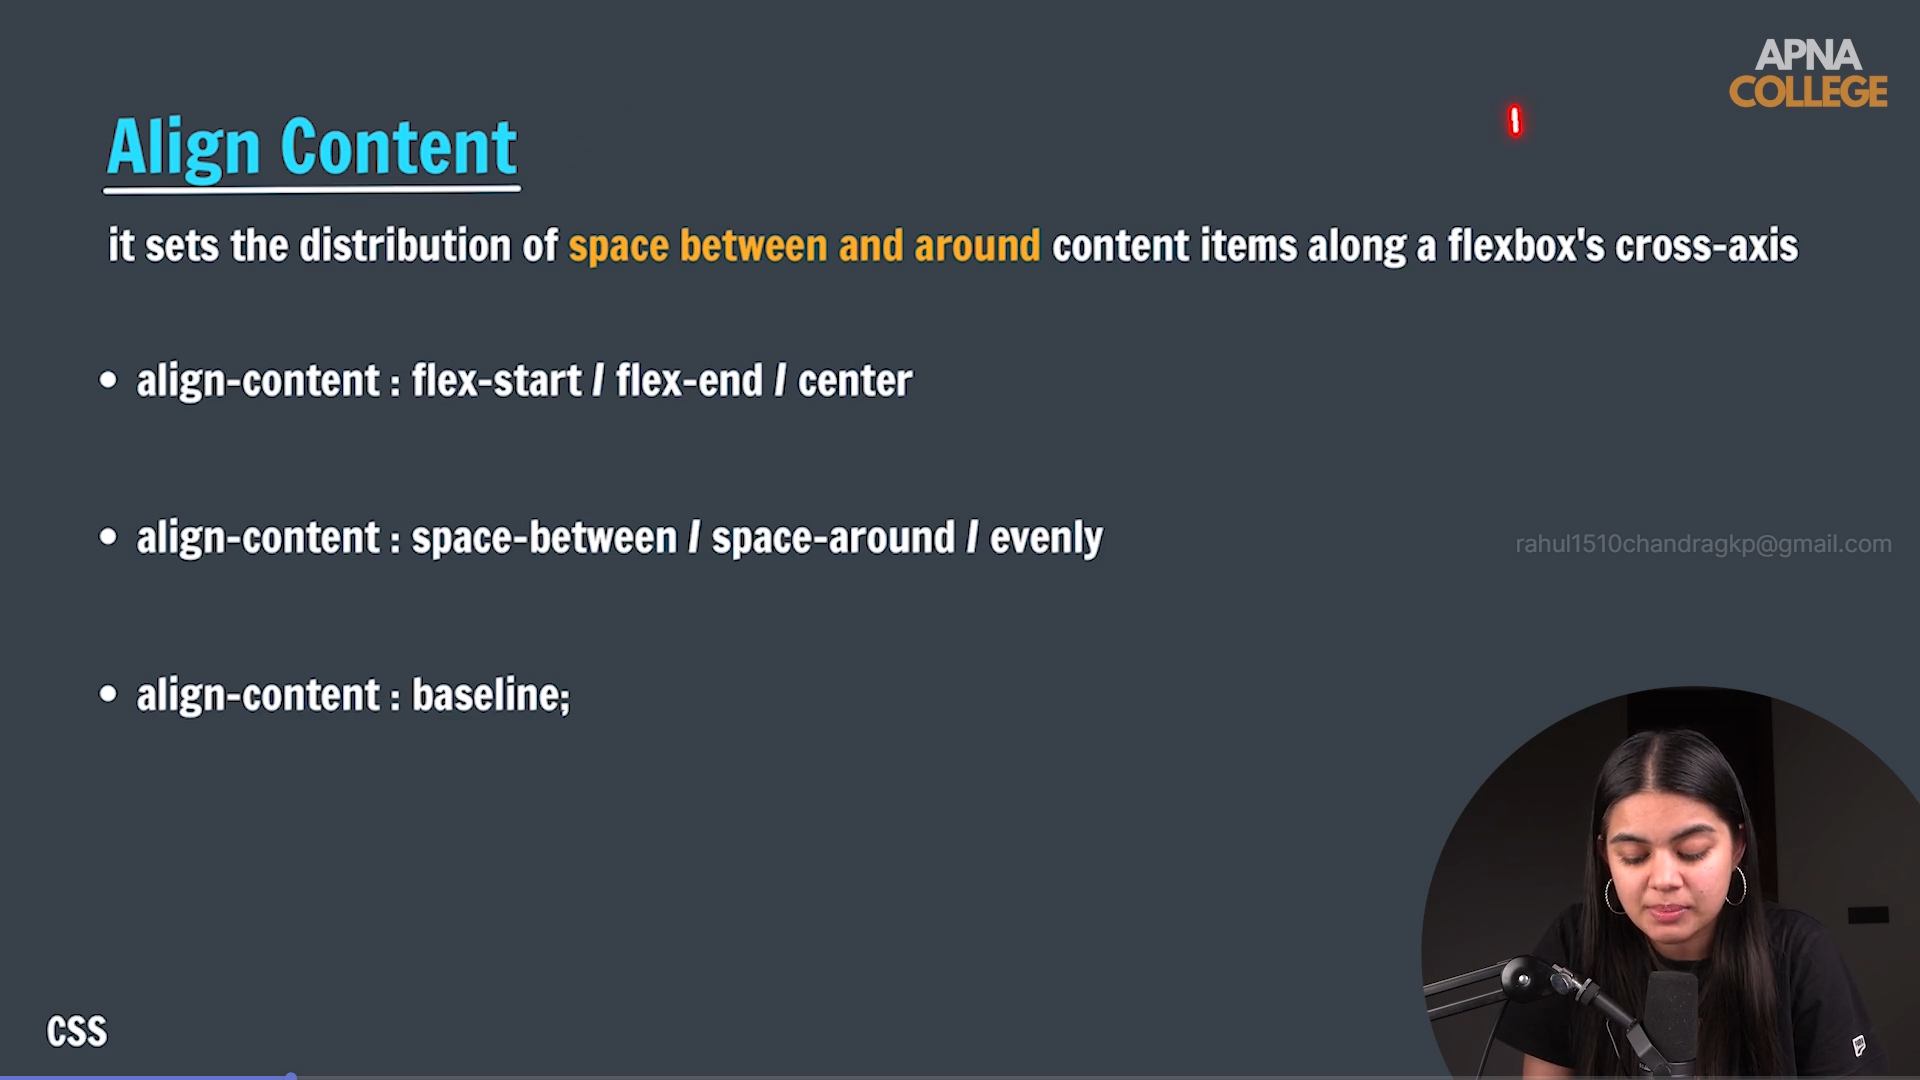 APNA
COLLEGE
Align Content
it sets the distribution of space between and around content items along a flexbox's cross-axis
• align-content : flex-start / flex-end / center
• align-content : space-between / space-around / evenly
rahul1510chandragkp@gmail.com
• align-content : baseline;
CSS